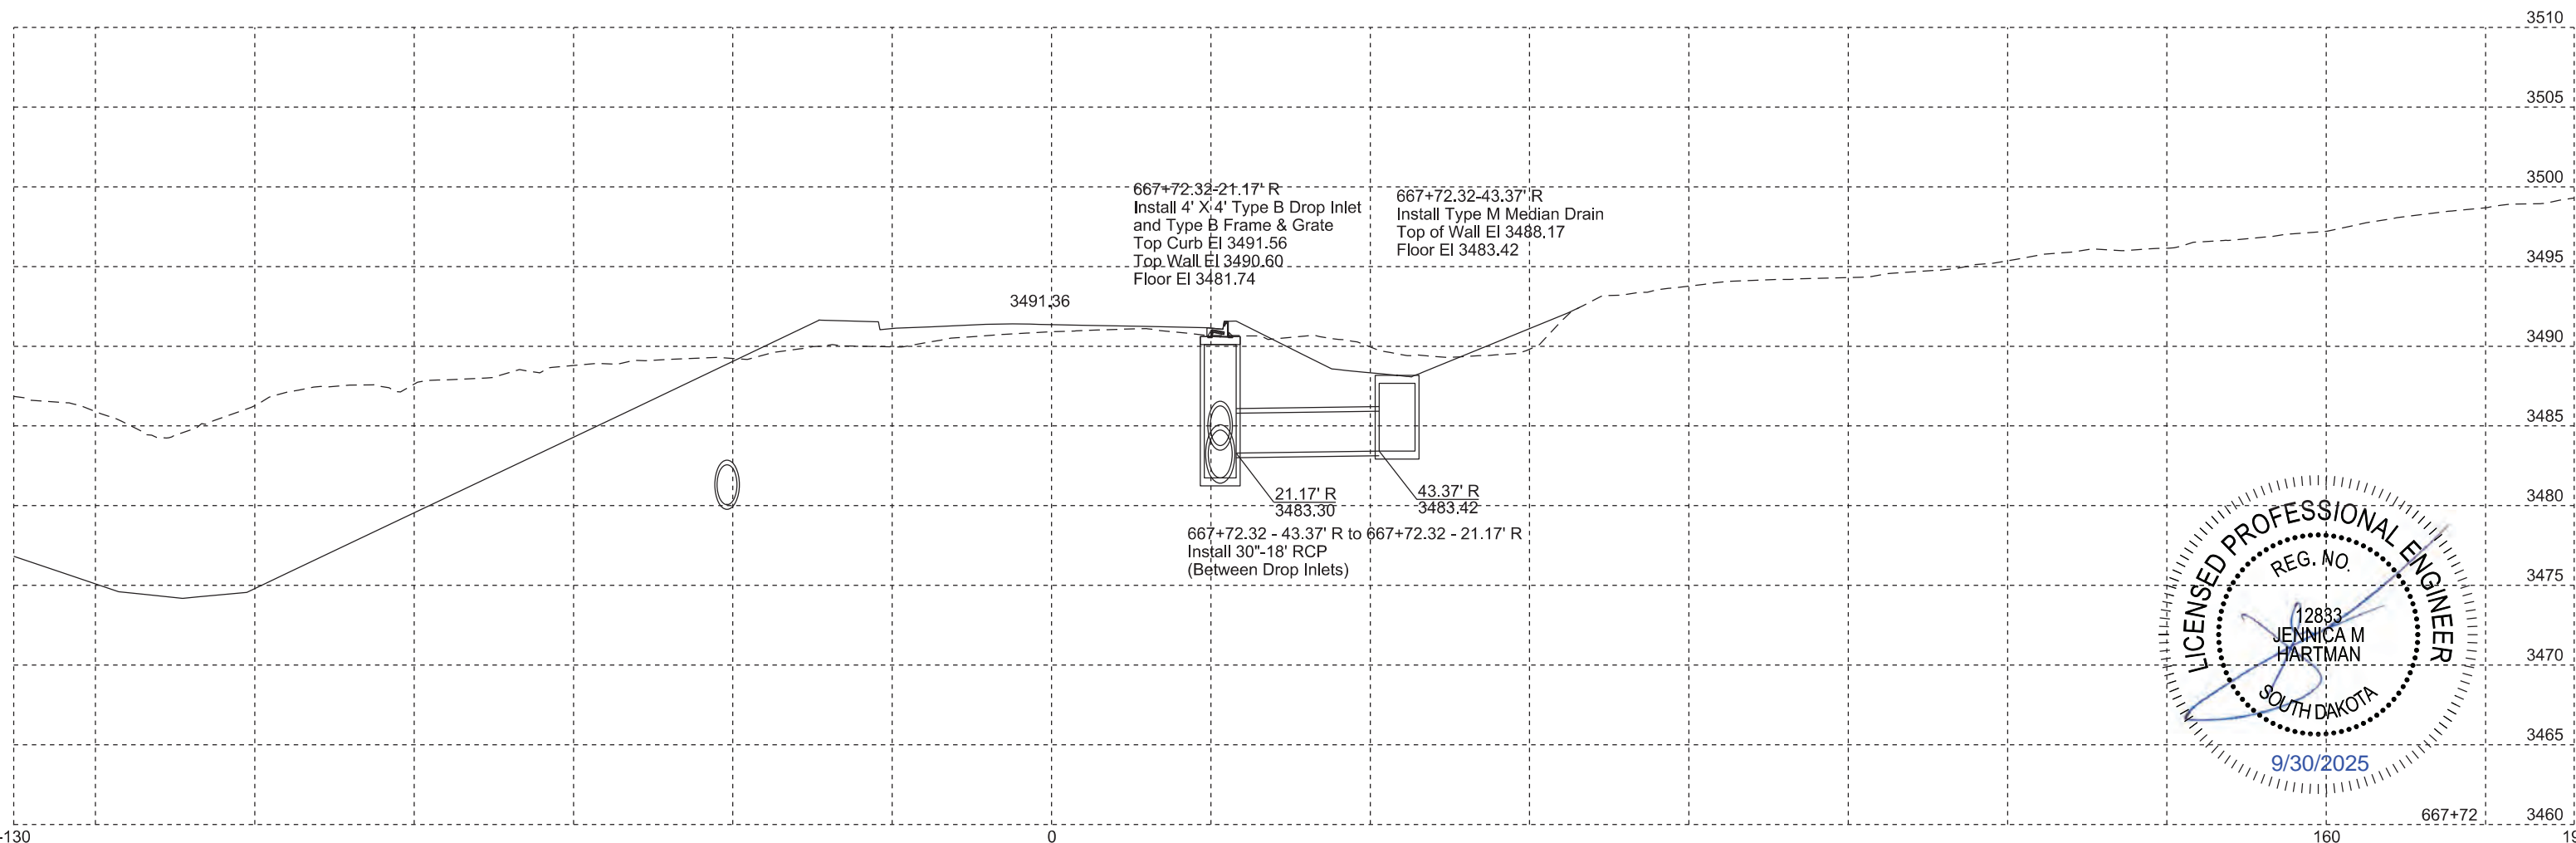 3510
3505
3500
667+72.32-21.17' R
Install 4' X 4' Type B Drop Inlet
and Type B Frame & Grate
Top Curb El 3491.56
Top Wall El 3490.60
Floor El 3481.74
667+72.32-43.37' R
Install Type M Median Drain
Top of Wall El 3488.17
Floor El 3483.42
3495
3491.36
3490
3485
21.17' R
3483.30
43.37' R
3483.42
3480
667+72.32 - 43.37' R to 667+72.32 - 21.17' R
Install 30"-18' RCP
(Between Drop Inlets)
3475
3470
3465
LICENSED PROFESSIONAL ENGINEER
REG. NO.
12833
JENNICA M
HARTMAN
SOUTH DAKOTA
9/30/2025
667+72
3460
-130
0
160
19